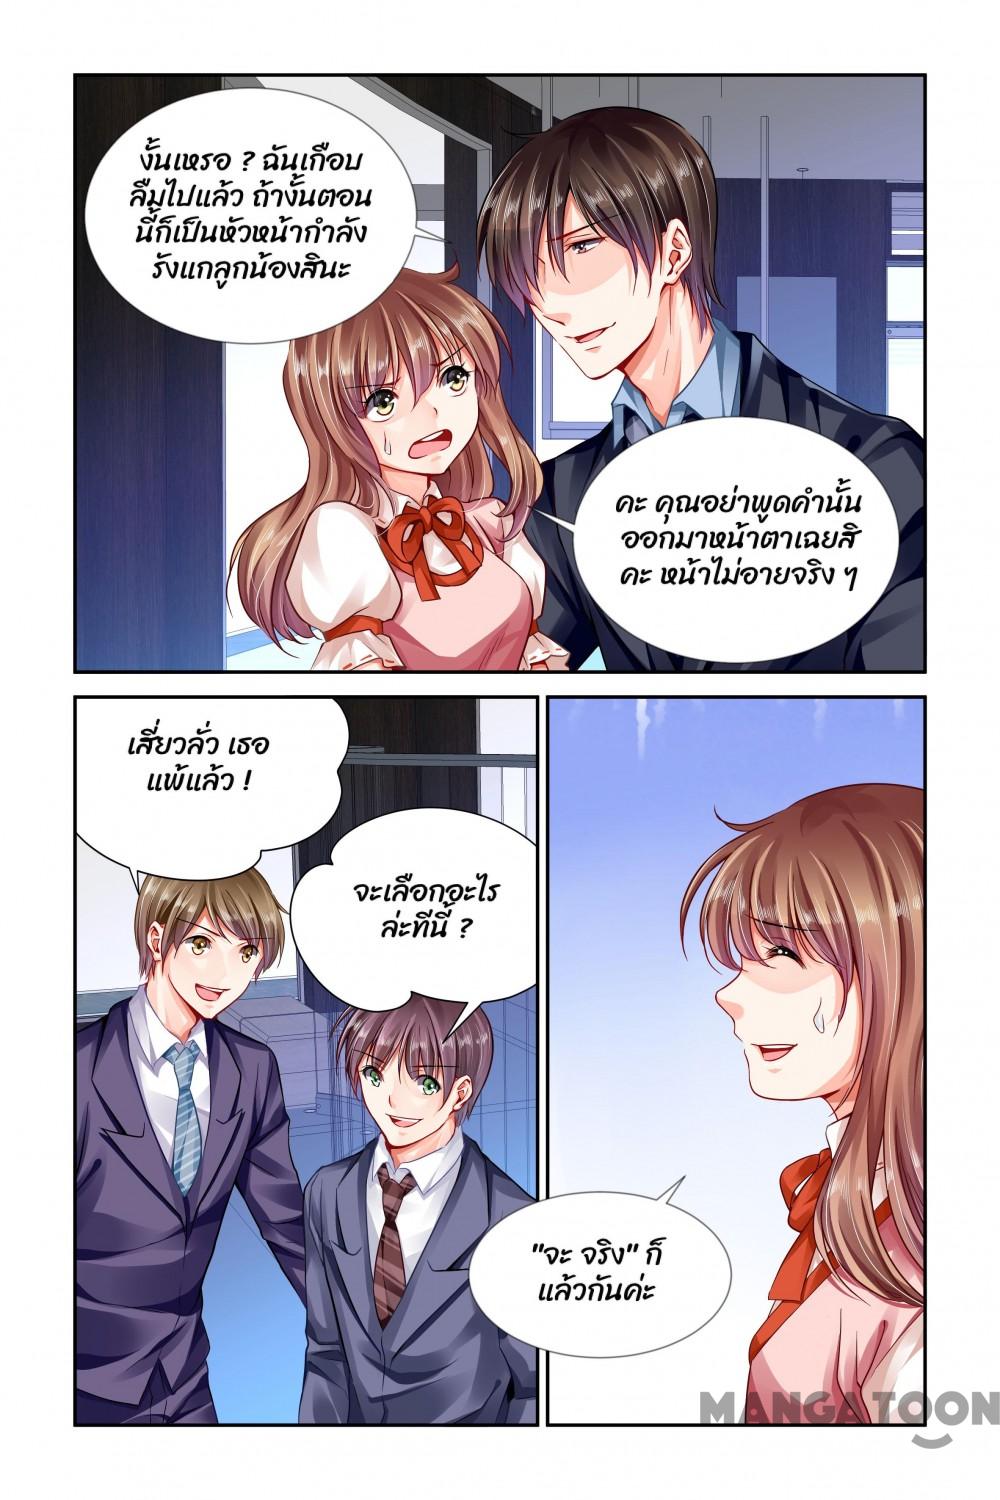 งั้นเหรอ ? ฉันเกือบ
ลืมไปแล้ว ถ้างั้นตอน
นี้ก็เป็นหัวหน้ากำลัง
รังแกลูกน้องสินะ
คะ คุณอย่าพูดคำนั้น
ออกมาหน้าตาเฉยสิ
คะ หน้าไม่อายจริง ๆ
เสี่ยวลั่ว เธอ
แพ้แล้ว !
จะเลือกอะไร
ล่ะทีนี้ ?
"จะ จริง" ก็
แล้วกันค่ะ
MANGATOON